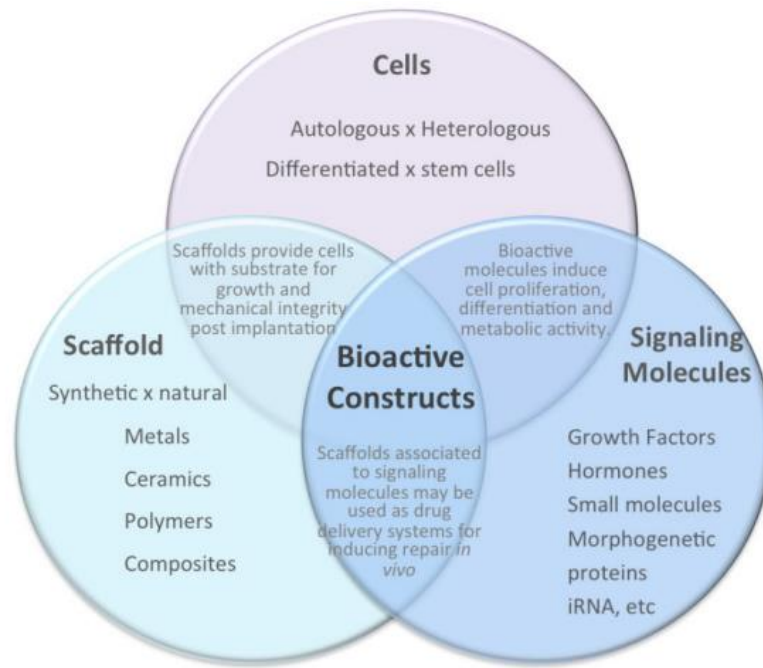 Cells
Autologous x Heterologous
Differentiated x stem cells
Scaffolds provide cells
with substrate for
growth and
mechanical integrity
post implantation
Bioactive
molecules induce
cell proliferation,
differentiation and
metabolic activity.
Scaffold
Synthetic x natural
Metals
Ceramics
Polymers
Composites
Bioactive
Constructs
Scaffolds associated
to signaling
molecules may be
used as drug
delivery systems for
inducing repair in
vivo
Signaling
Molecules
Growth Factors
Hormones
Small molecules
Morphogenetic
proteins
iRNA, etc